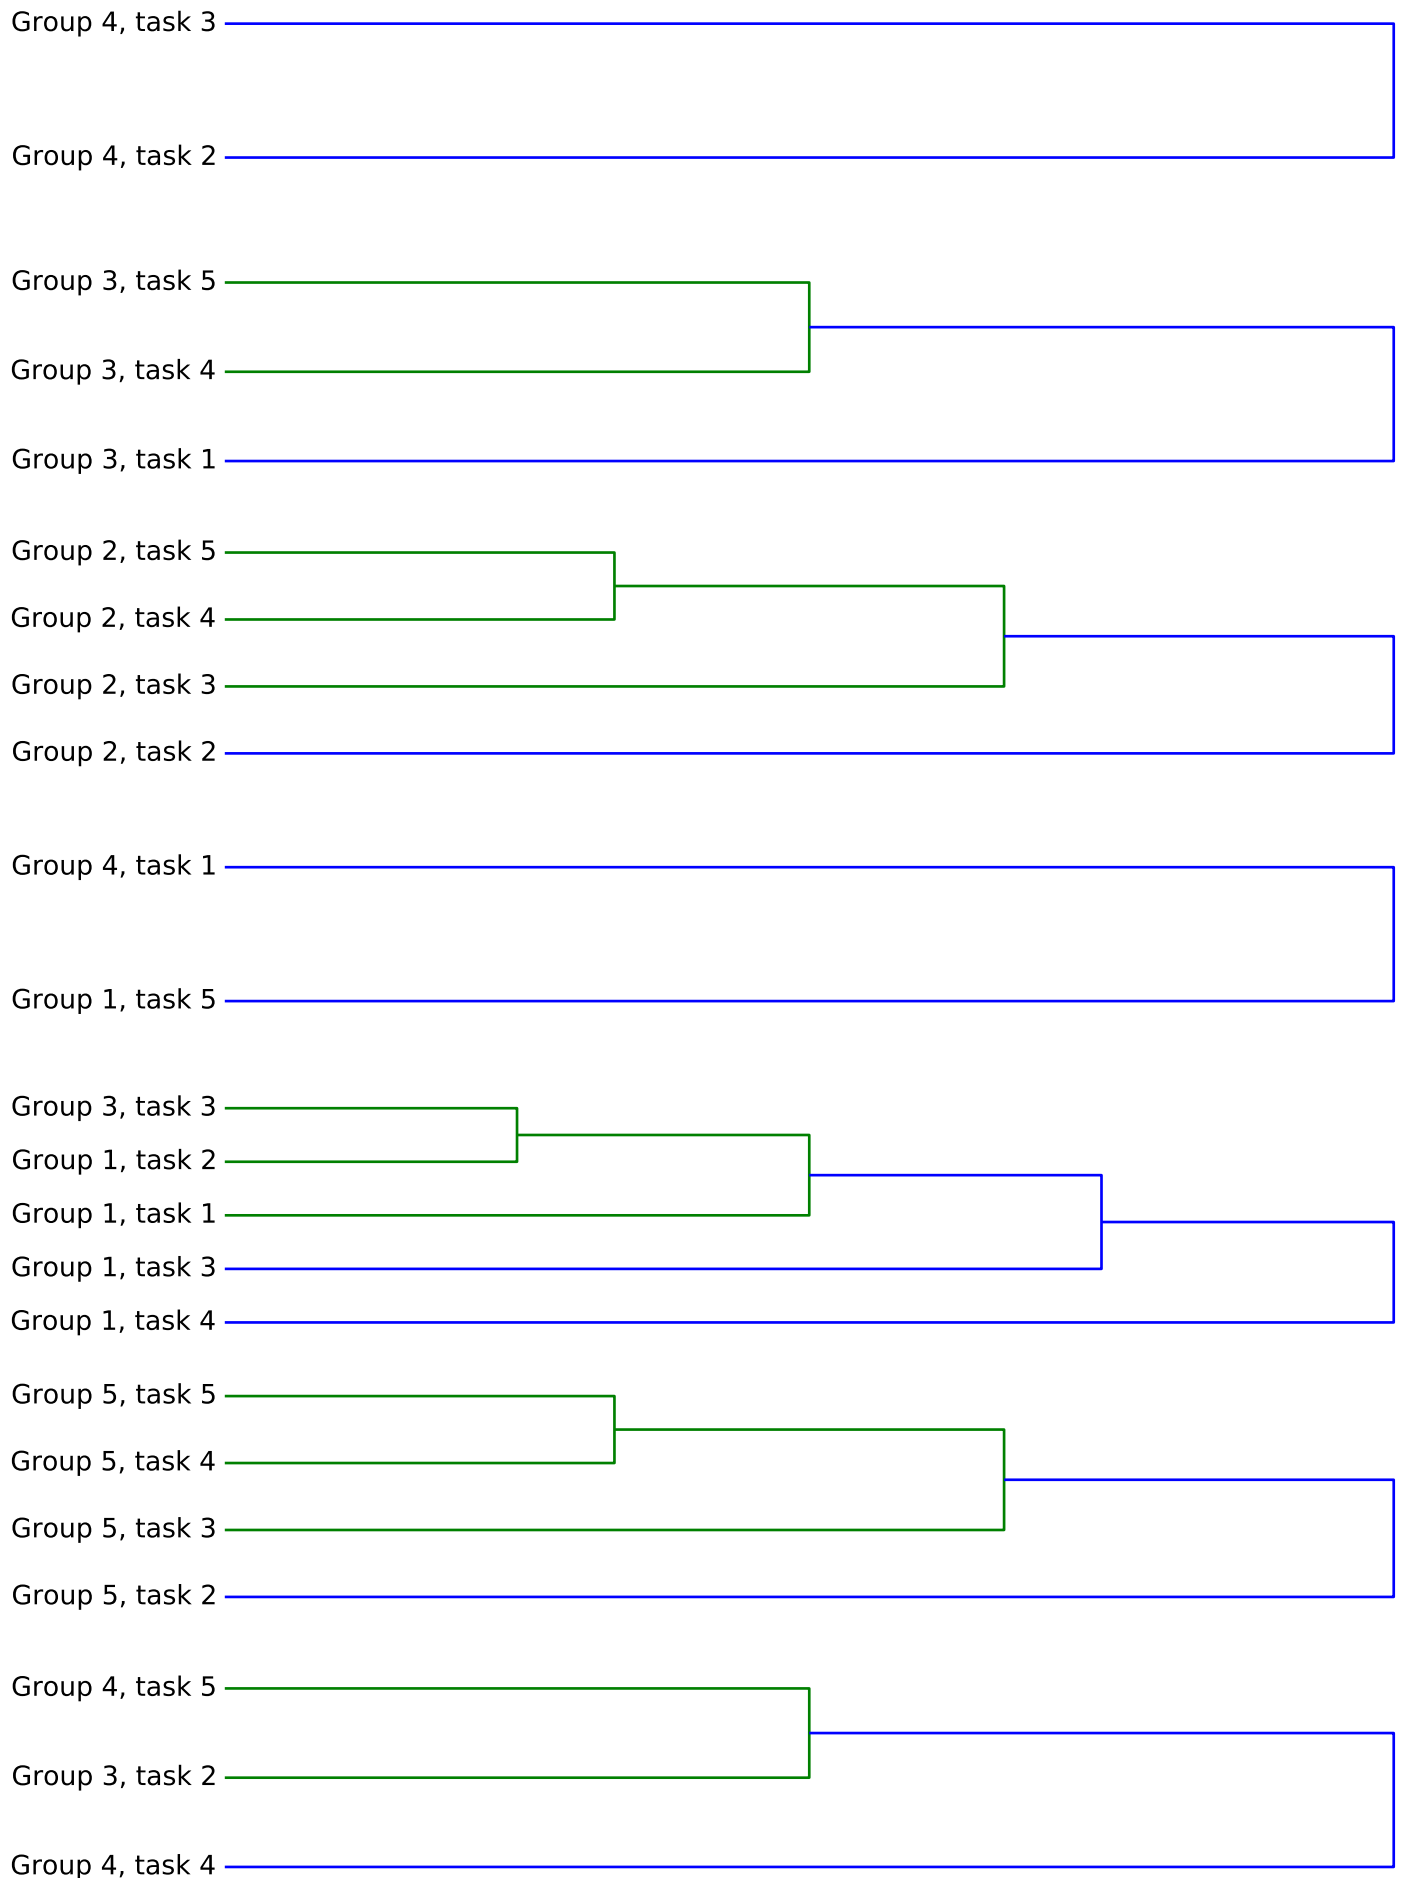 Group 4, task 3
Group 4, task 2
Group 3, task 5
Group 3, task 4
Group 3, task 1
Group 2, task 5
Group 2, task 4
Group 2, task 3
Group 2, task 2
Group 4, task 1
Group 1, task 5
Group 3, task 3
Group 1, task 2
Group 1, task 1
Group 1, task 3
Group 1, task 4
Group 5, task 5
Group 5, task 4
Group 5, task 3
Group 5, task 2
Group 4, task 5
Group 3, task 2
Group 4, task 4